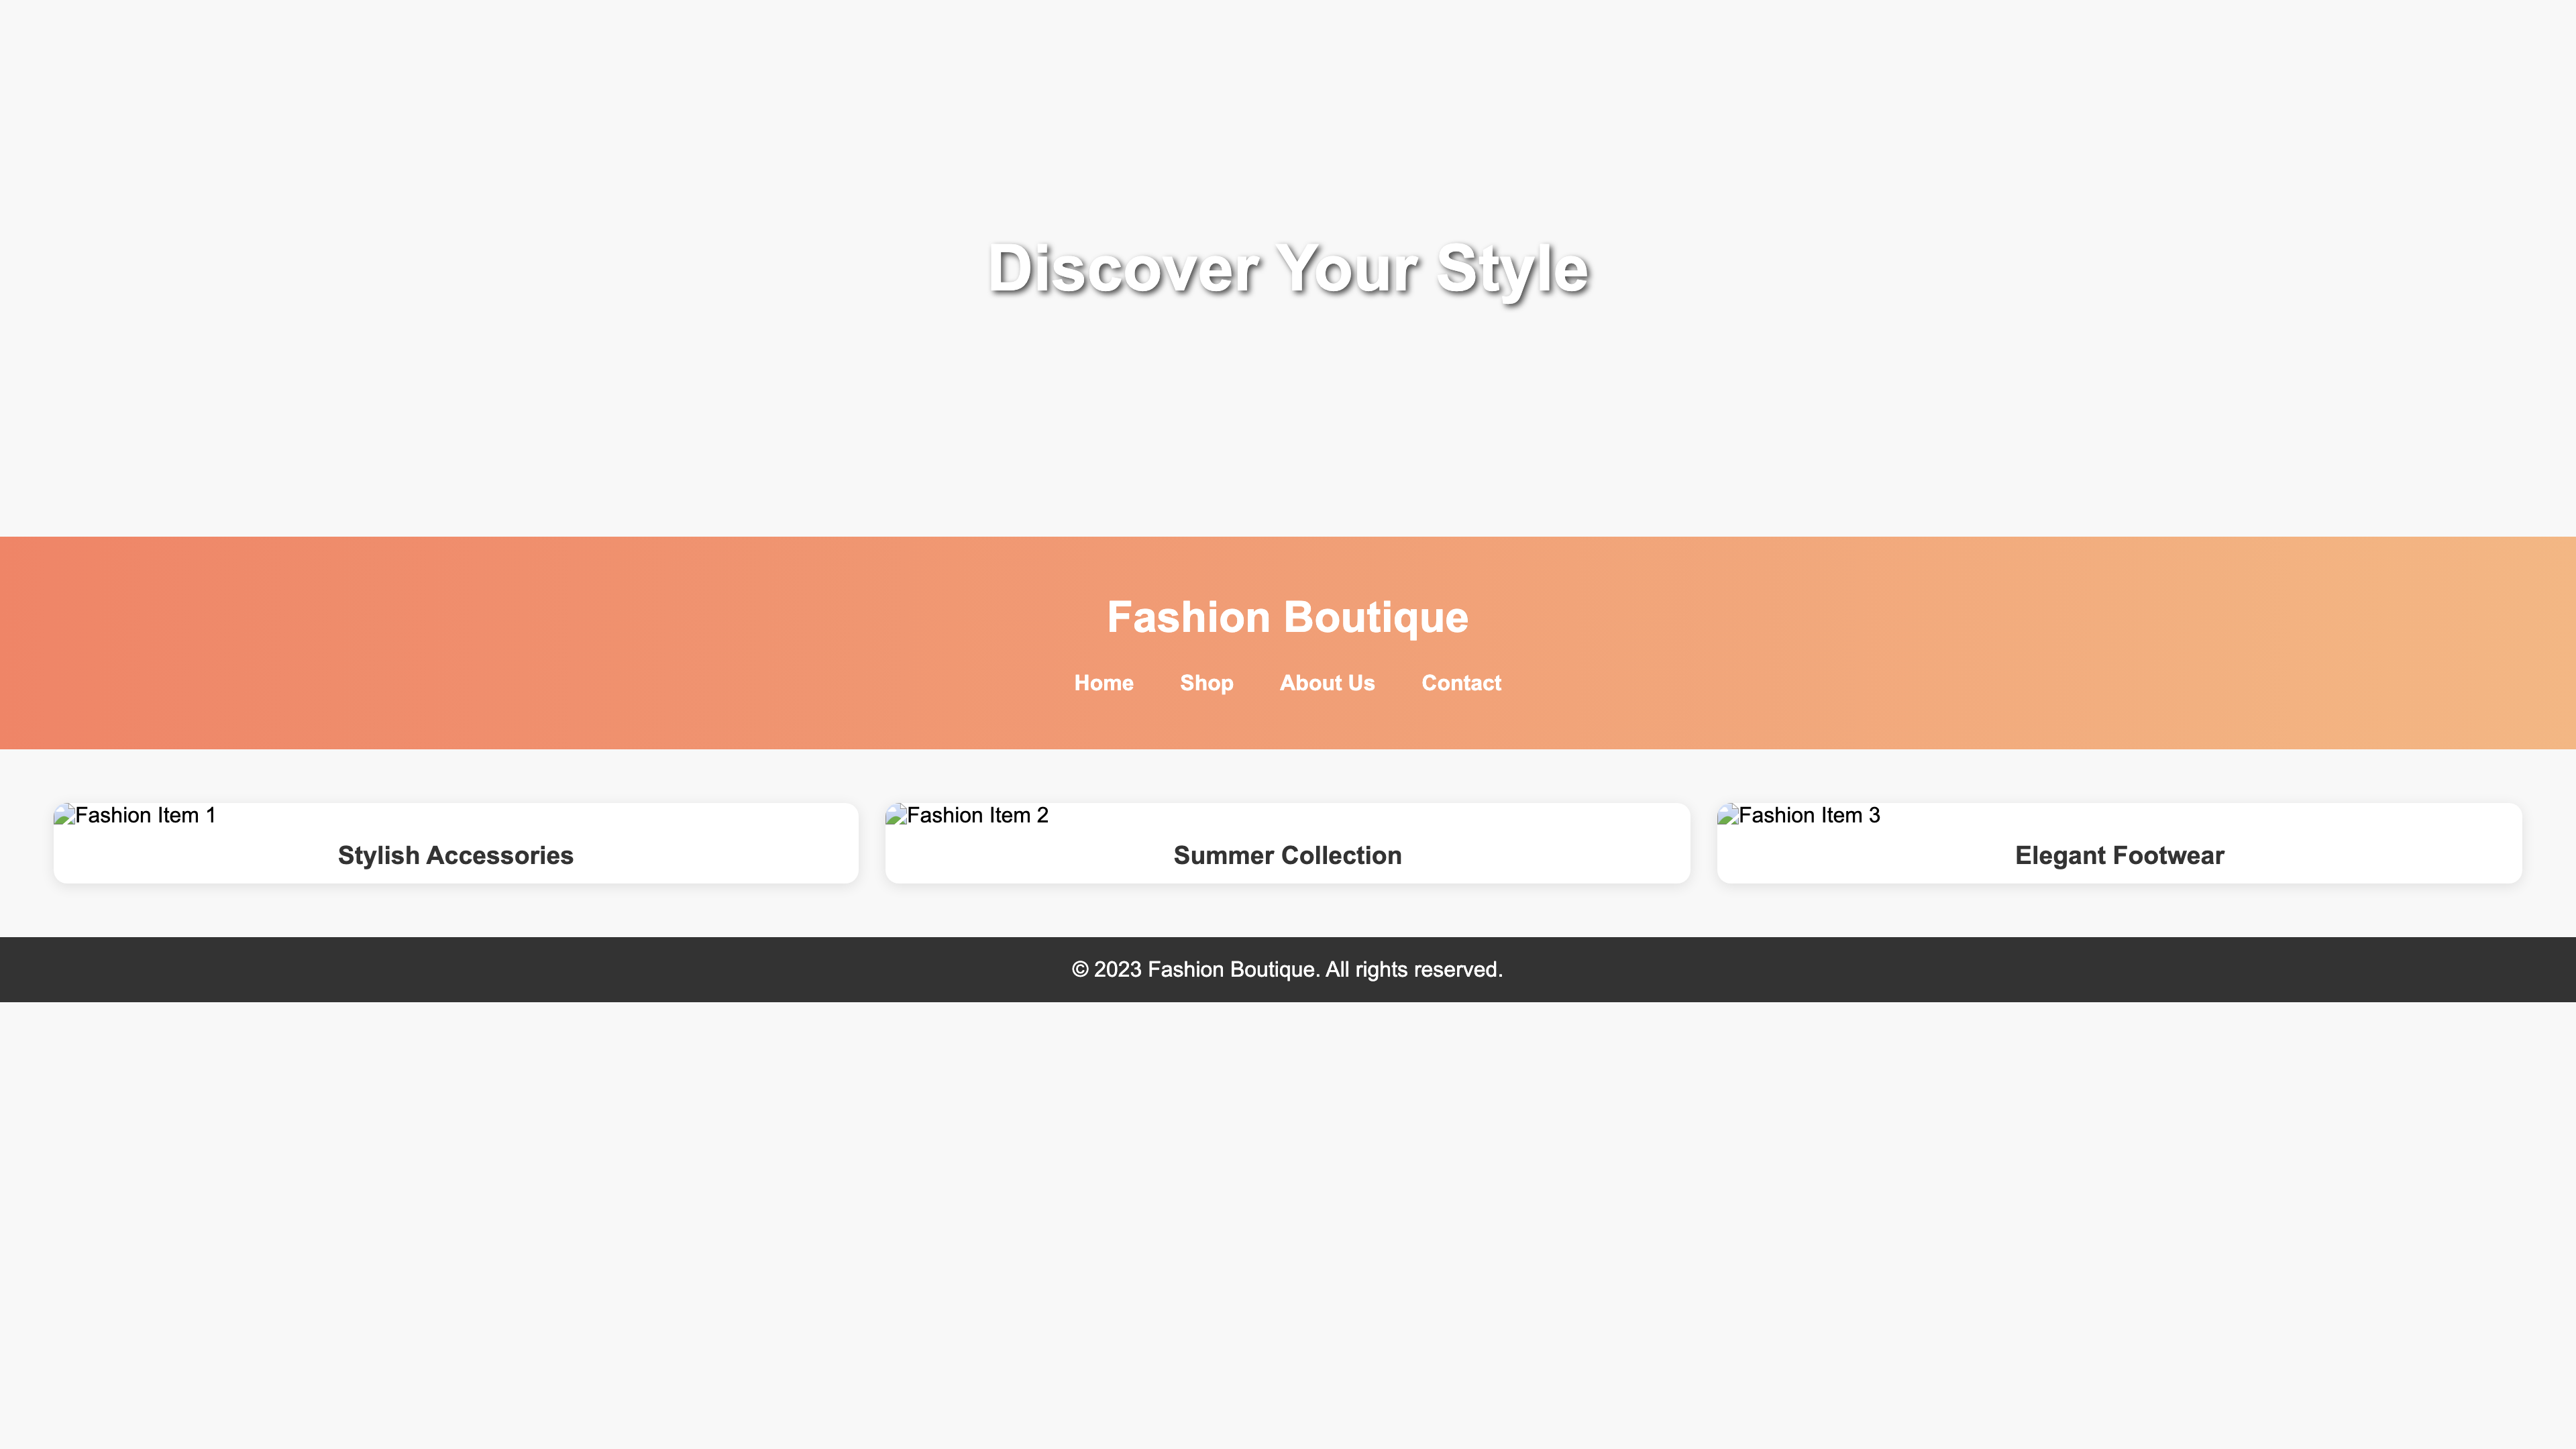 Discover Your Style
Fashion Boutique
Home Shop About Us Contact
Fashion Item 1
Stylish Accessories
Fashion Item 2
Summer Collection
Fashion Item 3
Elegant Footwear
© 2023 Fashion Boutique. All rights reserved.